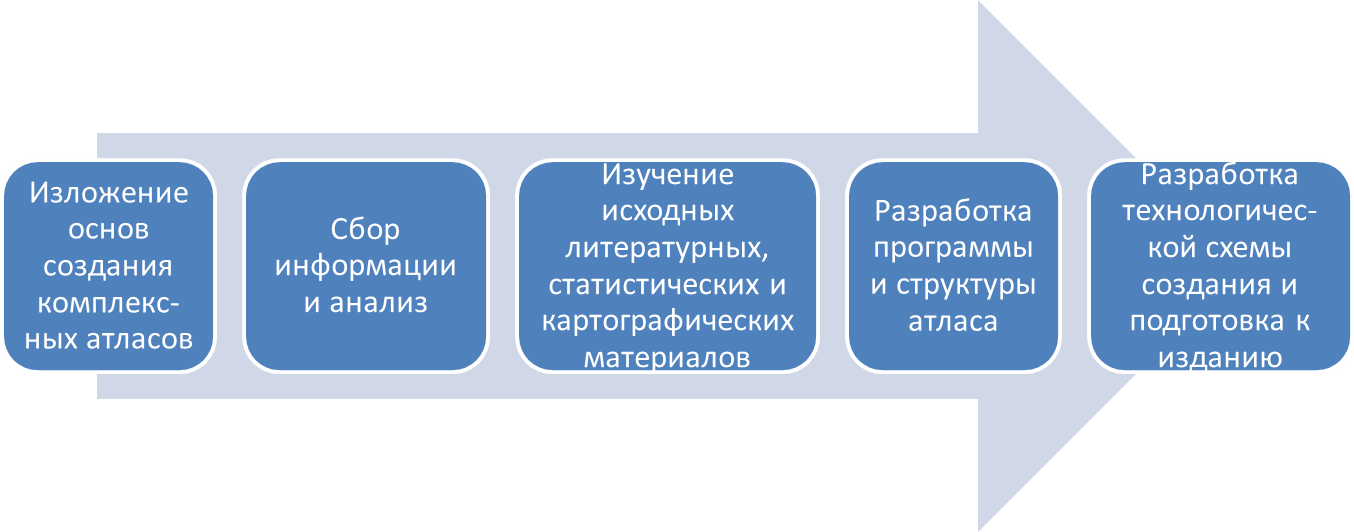 Изложение
основ
создания
комплекс-
ных атласов
Сбор
информации
и анализ
Изучение
исходных
литературных,
статистических и
картографических
материалов
Разработка
программы
и структуры
атласа
Разработка
технологичес-
кой схемы
создания и
подготовка к
изданию